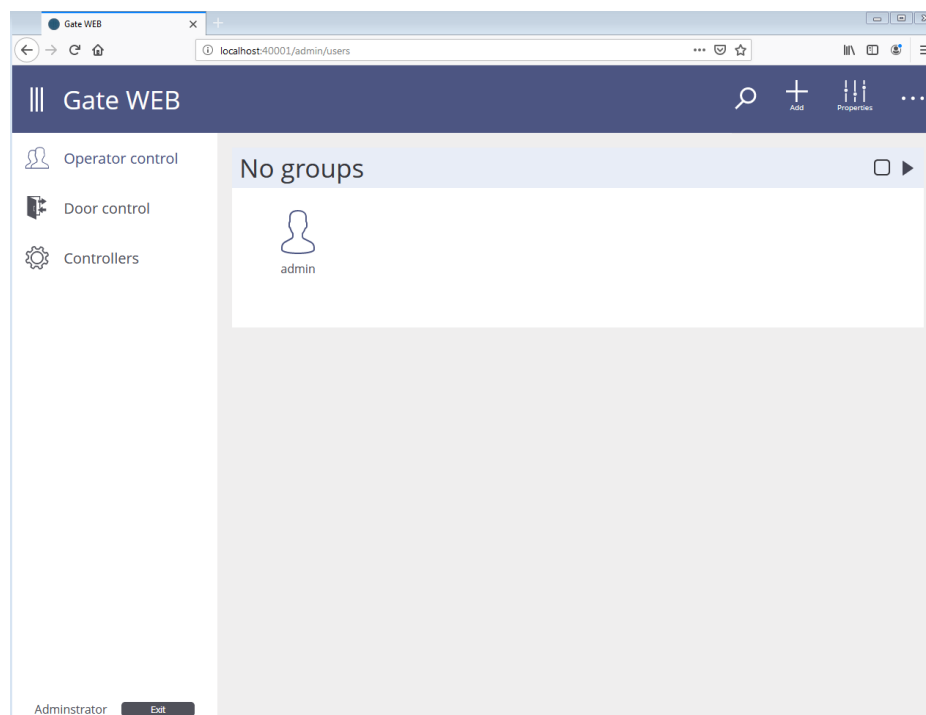 Gate WEB
localhost:40001/admin/users
Gate WEB
Add
Properties
Operator control
Door control
Controllers
No groups
admin
Adminstrator
Exit